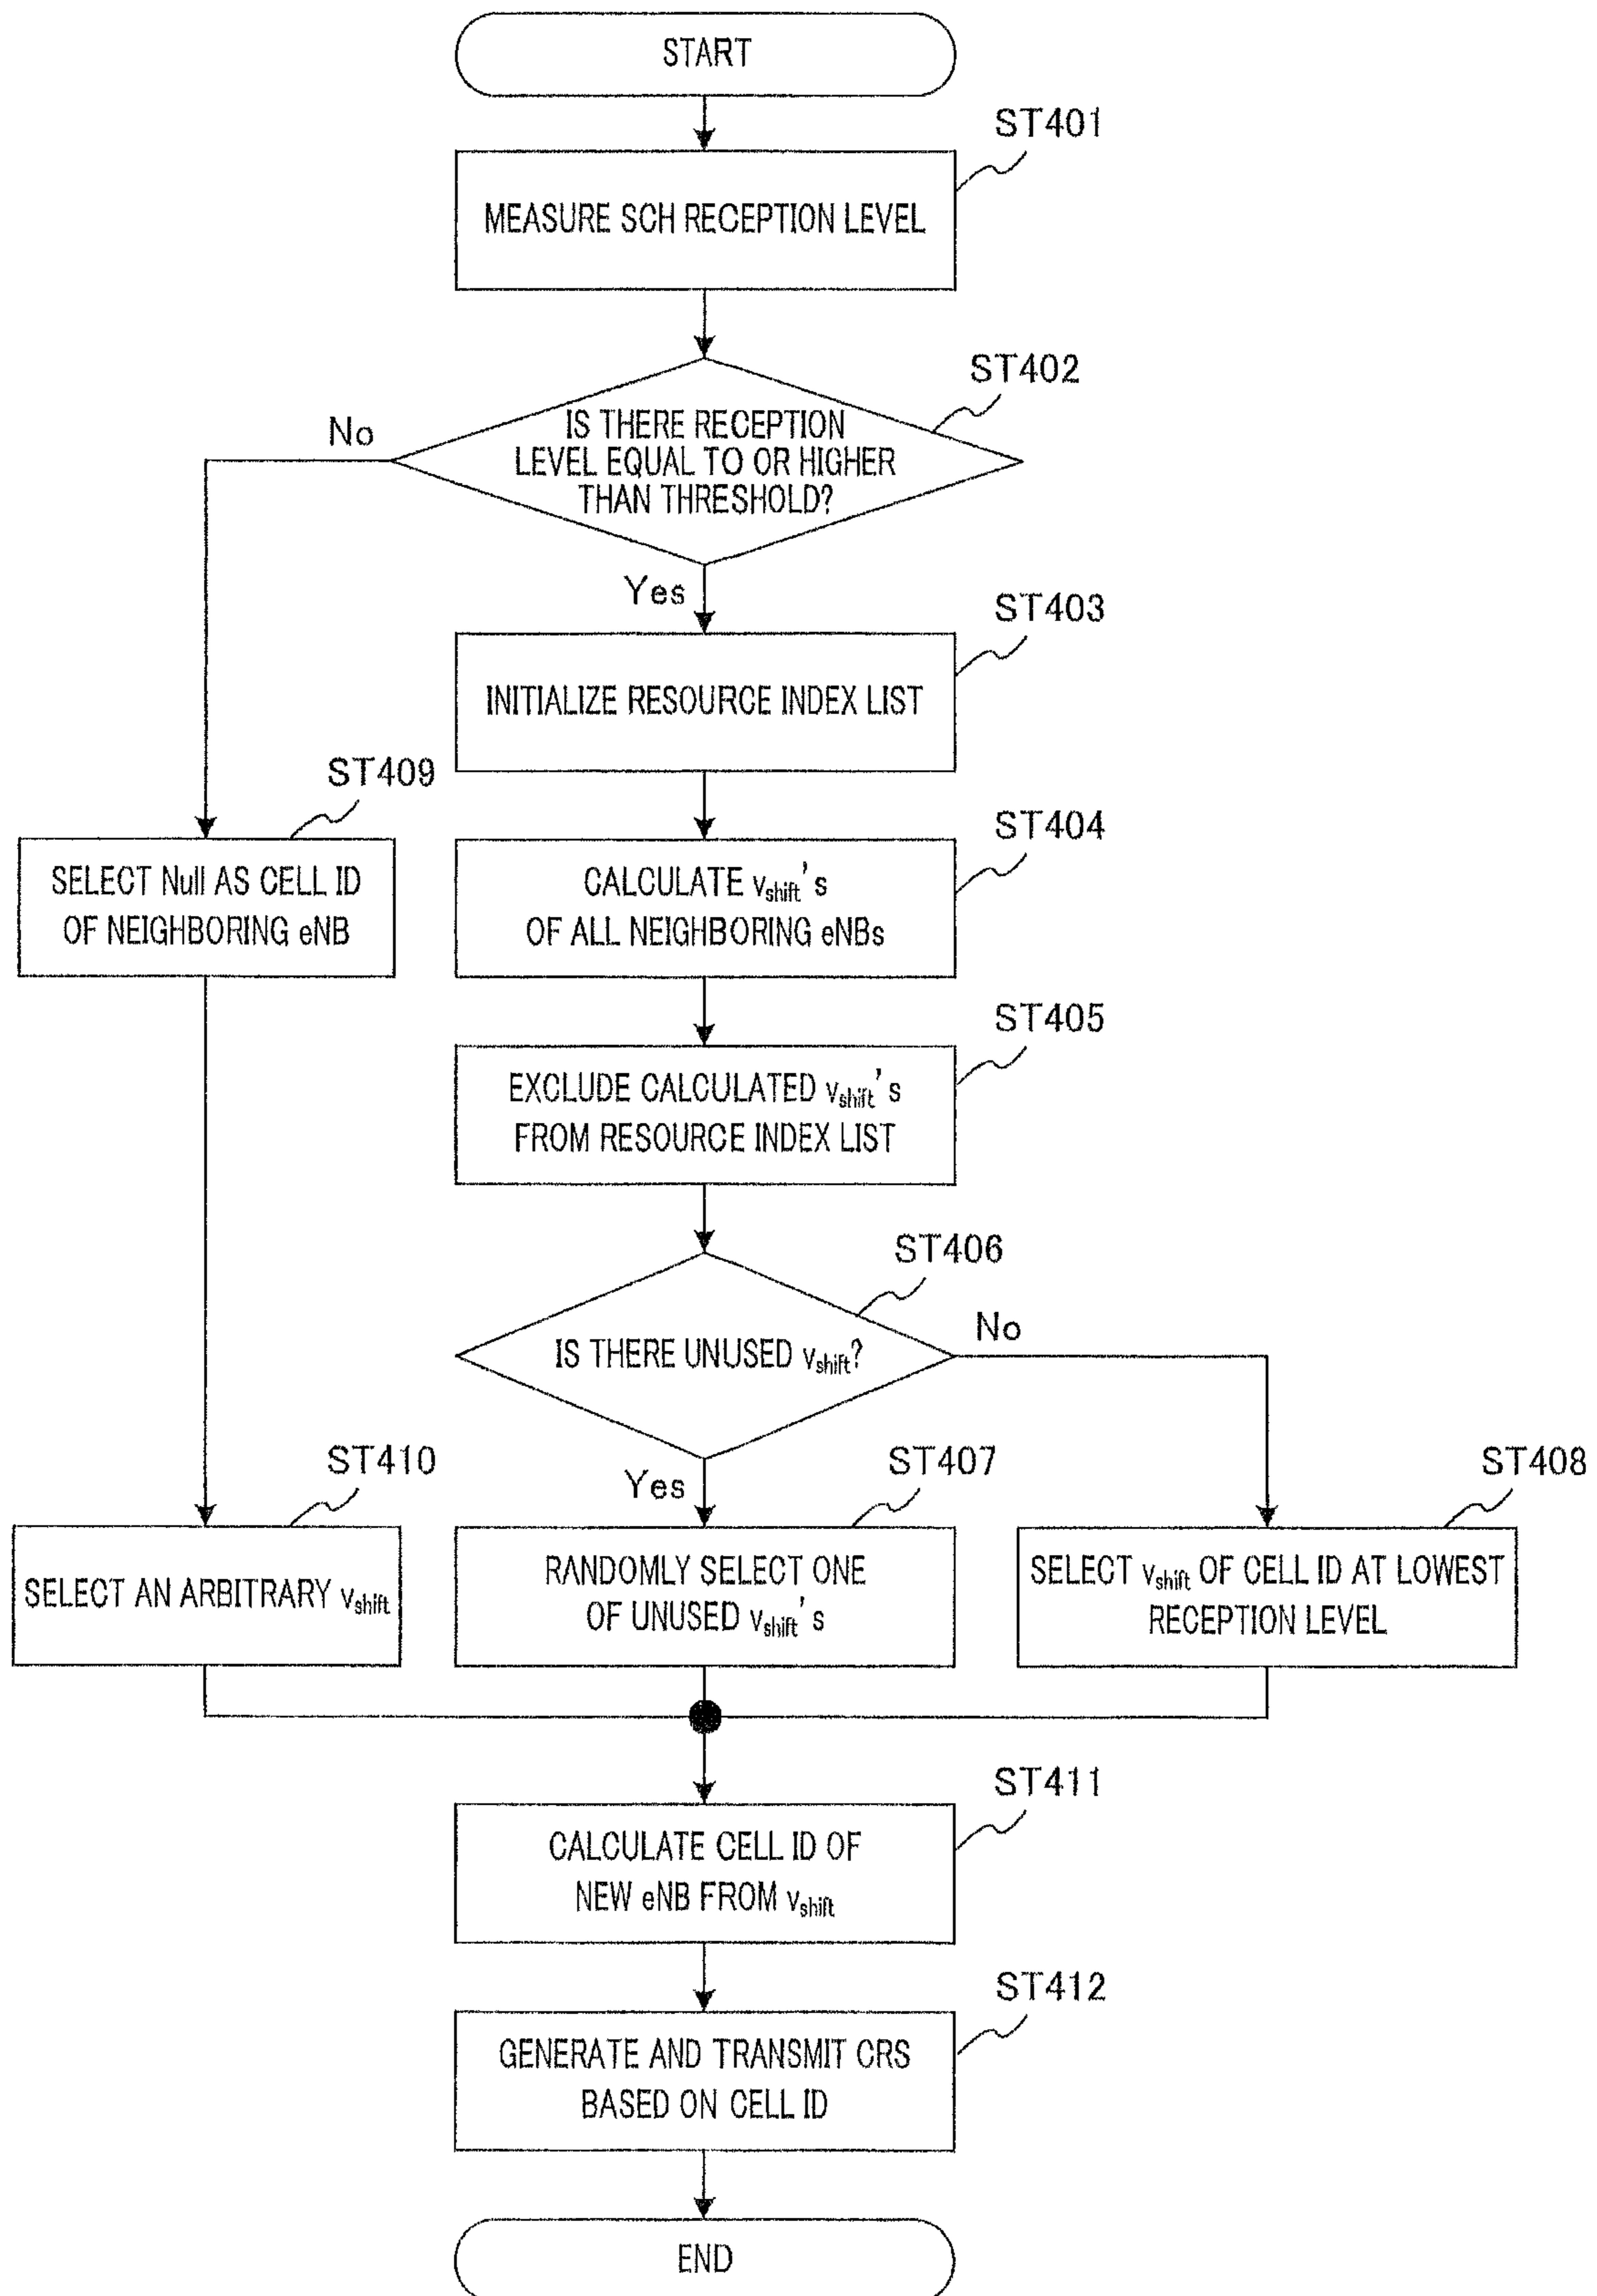 START
ST401
MEASURE SCH RECEPTION LEVEL
ST402
No
IS THERE RECEPTION
LEVEL EQUAL TO OR HIGHER
THAN THRESHOLD?
Yes
ST403
INITIALIZE RESOURCE INDEX LIST
ST409
SELECT Null AS CELL ID
OF NEIGHBORING eNB
ST404
CALCULATE vshift's
OF ALL NEIGHBORING eNBs
ST405
EXCLUDE CALCULATED vshift's
FROM RESOURCE INDEX LIST
ST406
IS THERE UNUSED vshift?
No
Yes
ST410
SELECT AN ARBITRARY vshift
ST407
RANDOMLY SELECT ONE
OF UNUSED vshift's
ST408
SELECT vshift OF CELL ID AT LOWEST
RECEPTION LEVEL
ST411
CALCULATE CELL ID OF
NEW eNB FROM vshift
ST412
GENERATE AND TRANSMIT CRS
BASED ON CELL ID
END